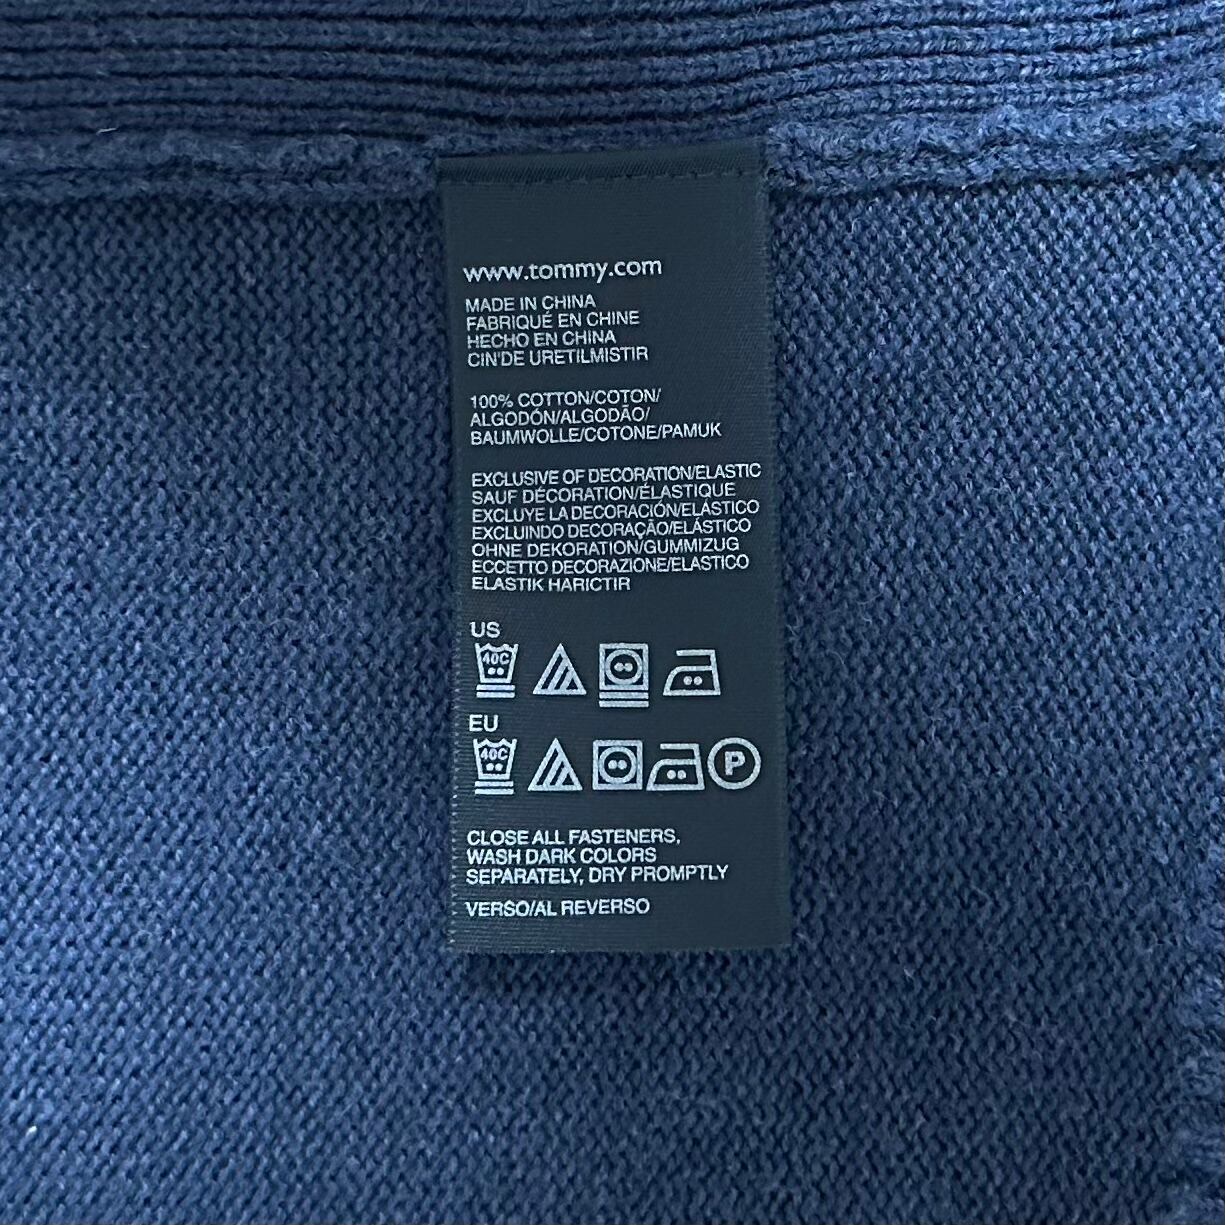 www.tommy.com
MADE IN CHINA
FABRIQUÉ EN CHINE
HECHO EN CHINA
CIN'DE URETILMISTIR
100% COTTON/COTON/
ALGODÓN/ALGODÃO/
BAUMWOLLE/COTONE/PAMUK
EXCLUSIVE OF DECORATION/ELASTIC
SAUF DÉCORATION/ÉLASTIQUE
EXCLUYE LA DECORACIÓN/ELÁSTICO
EXCLUINDO DECORAÇÃO/ELÁSTICO
OHNE DEKORATION/GUMMIZUG
ECCETTO DECORAZIONE/ELASTICO
ELASTIK HARICTIR
US
40C
EU
40C P
CLOSE ALL FASTENERS,
WASH DARK COLORS
SEPARATELY, DRY PROMPTLY
VERSO/AL REVERSO